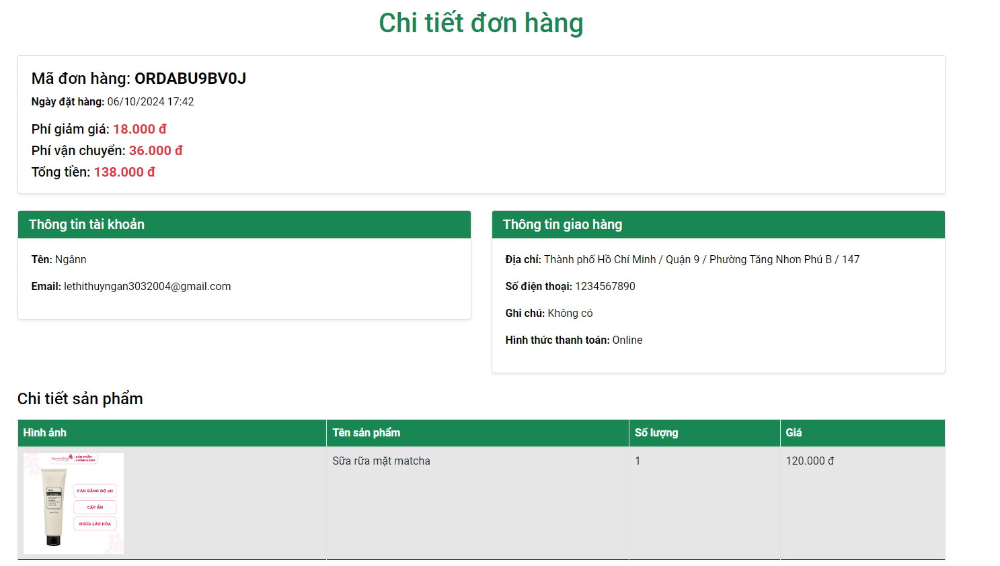 Chi tiết đơn hàng
Mã đơn hàng: ORDABU9BV0J
Ngày đặt hàng: 06/10/2024 17:42
Phí giảm giá: 18.000 đ
Phí vận chuyển: 36.000 đ
Tổng tiền: 138.000 đ
Thông tin tài khoản
Tên: Ngânn
Email: lethithuyngan3032004@gmail.com
Thông tin giao hàng
Địa chỉ: Thành phố Hồ Chí Minh / Quận 9 / Phường Tăng Nhơn Phú B / 147
Số điện thoại: 1234567890
Ghi chú: Không có
Hình thức thanh toán: Online
Chi tiết sản phẩm
Hình ảnh Tên sản phẩm Số lượng Giá
SẢN PHẨM
CHÍNH HÃNG
CÂN BẰNG ĐỘ pH
CẤP ẨM
NGỪA LÃO HÓA
Sữa rữa mặt matcha 1 120.000 đ